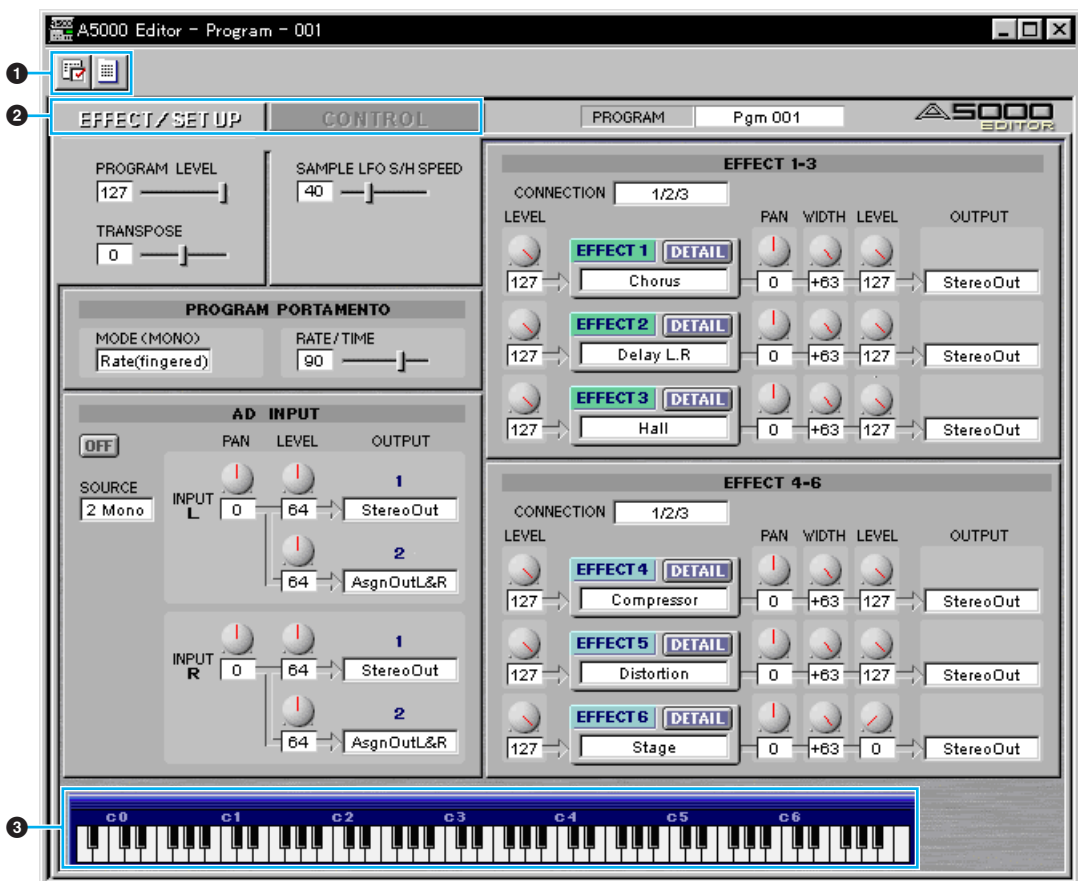 A5000 Editor - Program - 001
1
2
EFFECT/SETUP CONTROL PROGRAM Pgm 001 A5000 EDITOR
PROGRAM LEVEL
127
SAMPLE LFO S/H SPEED
40
TRANSPOSE
0
PROGRAM PORTAMENTO
MODE(MONO)
Rate(fingered)
RATE/TIME
90
AD INPUT
OFF
PAN LEVEL OUTPUT
SOURCE
2 Mono
INPUT L
0 64 1 StereoOut
64 2 AsgnOutL&R
INPUT R
0 64 1 StereoOut
64 2 AsgnOutL&R
EFFECT 1-3
CONNECTION 1/2/3
LEVEL PAN WIDTH LEVEL OUTPUT
EFFECT 1 DETAIL
127 Chorus 0 +63 127 StereoOut
EFFECT 2 DETAIL
127 Delay L.R 0 +63 127 StereoOut
EFFECT 3 DETAIL
127 Hall 0 +63 127 StereoOut
EFFECT 4-6
CONNECTION 1/2/3
LEVEL PAN WIDTH LEVEL OUTPUT
EFFECT 4 DETAIL
127 Compressor 0 +63 127 StereoOut
EFFECT 5 DETAIL
127 Distortion 0 +63 127 StereoOut
EFFECT 6 DETAIL
127 Stage 0 +63 0 StereoOut
3
c0 c1 c2 c3 c4 c5 c6